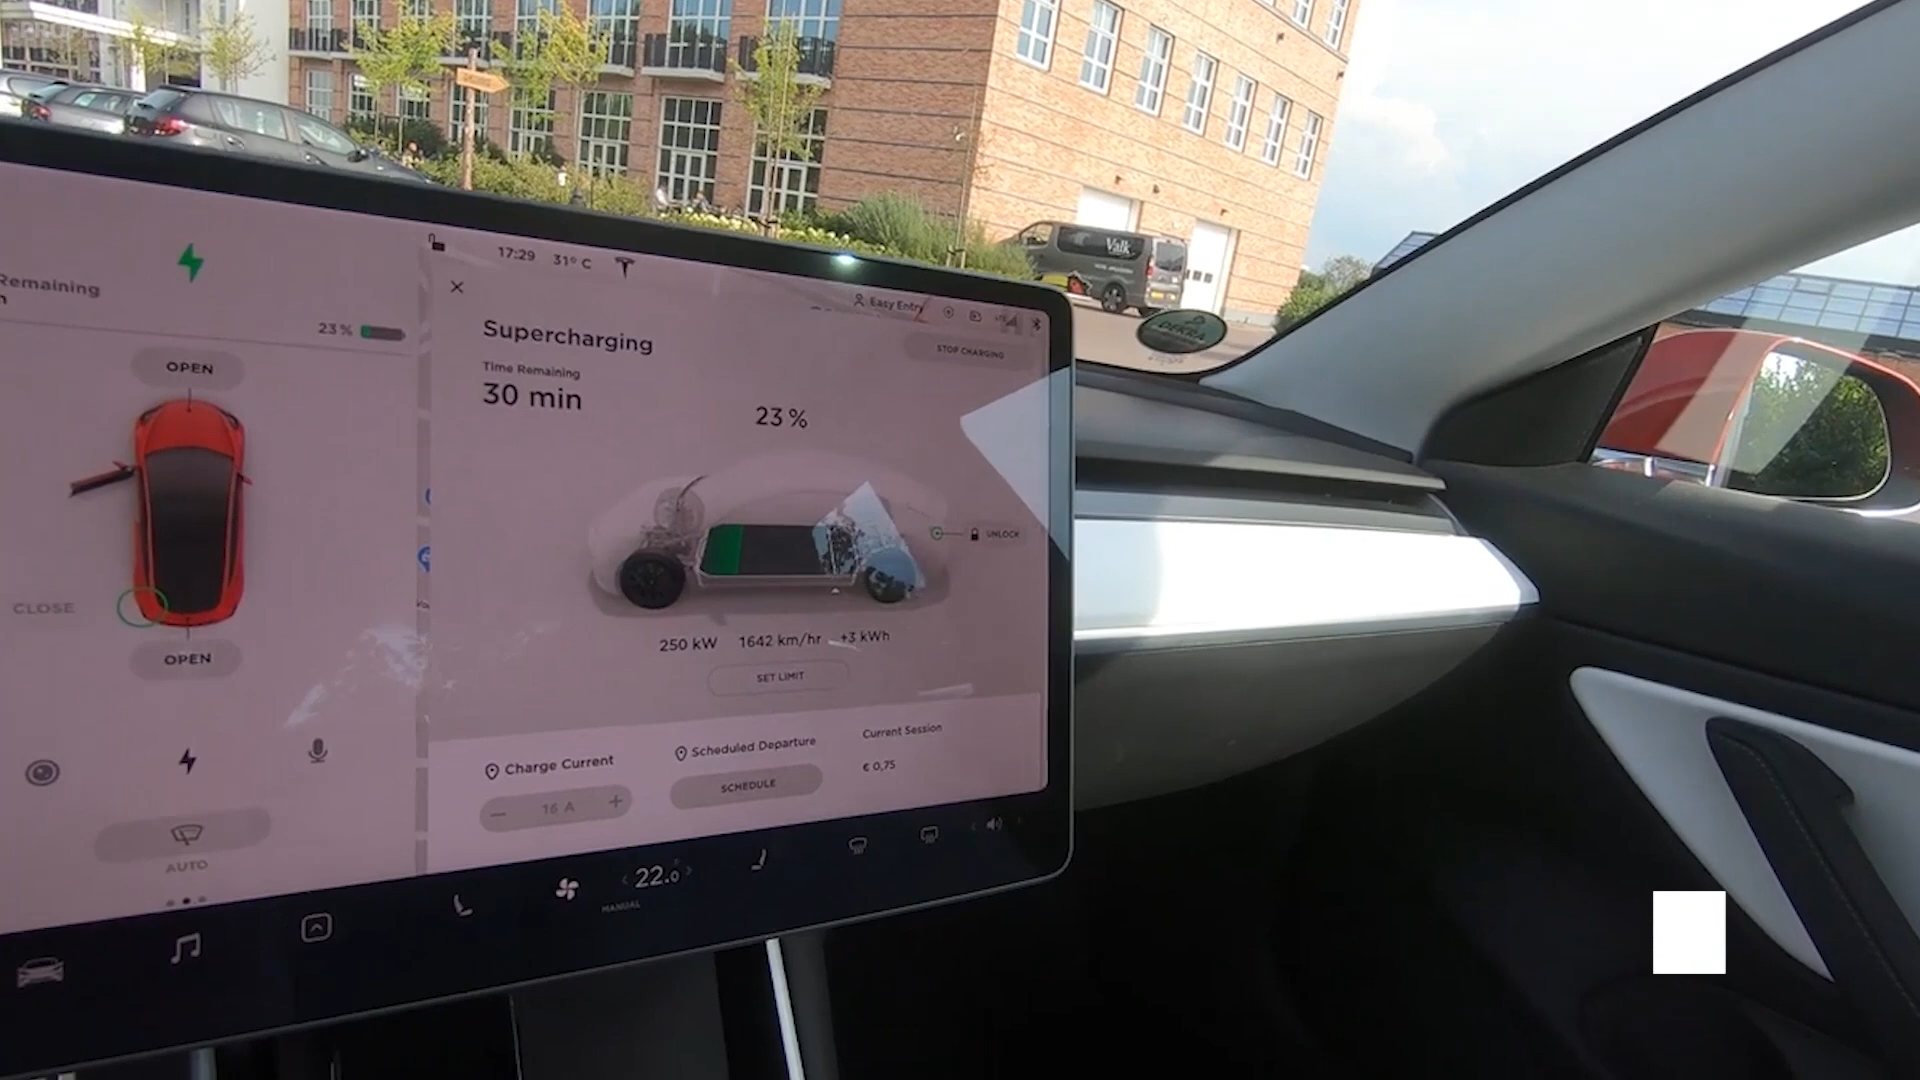 Valk
DEKRA
Remaining
23 %
OPEN
CLOSE
OPEN
AUTO
17:29 31° C
Easy Entry
LTE
Supercharging
STOP CHARGING
Time Remaining
30 min
23 %
UNLOCK
250 kW 1642 km/hr +3 kWh
SET LIMIT
Charge Current
− 16 A +
Scheduled Departure
SCHEDULE
Current Session
€ 0,75
22.0
MANUAL